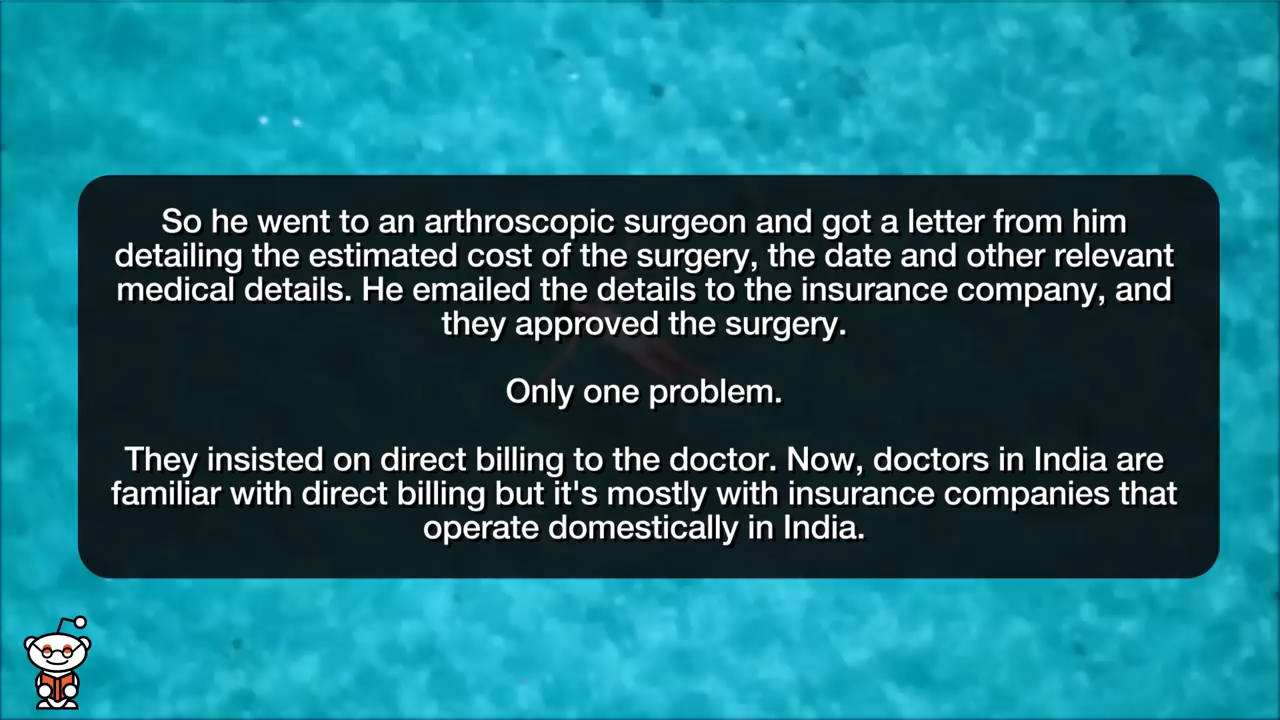 So he went to an arthroscopic surgeon and got a letter from him
detailing the estimated cost of the surgery, the date and other relevant
medical details. He emailed the details to the insurance company, and
they approved the surgery.
Only one problem.
They insisted on direct billing to the doctor. Now, doctors in India are
familiar with direct billing but it's mostly with insurance companies that
operate domestically in India.